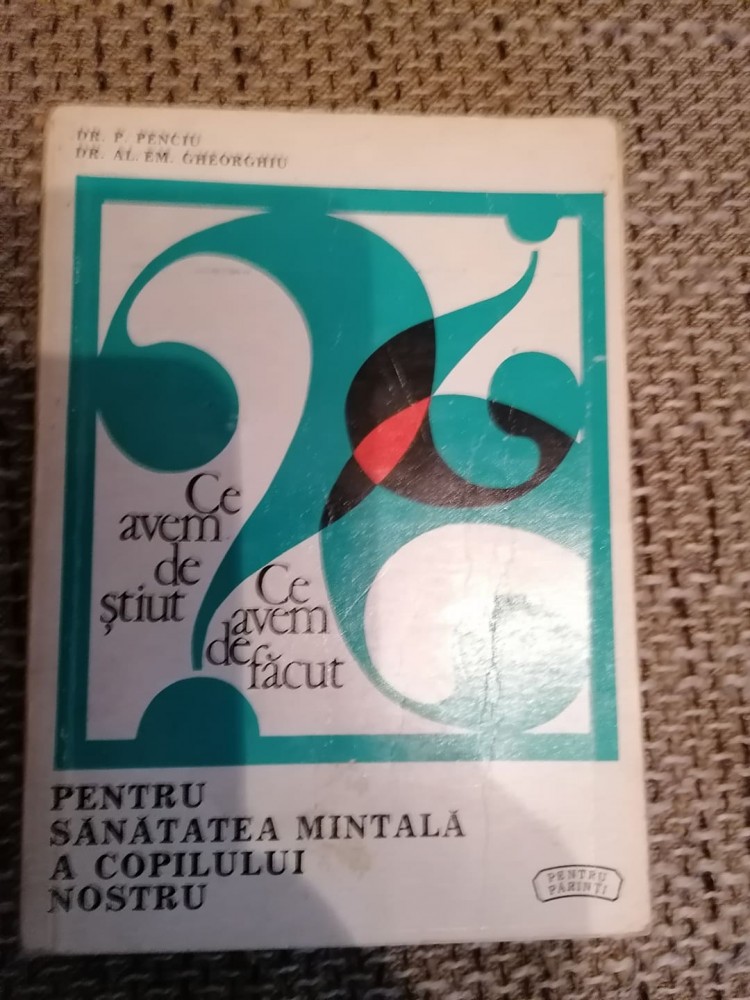 DR. P. PENCIU
DR. AL. EM. GHEORGHIU
Ce
avem
de
știut
Ce
avem
de
făcut
PENTRU
SĂNĂTATEA MINTALĂ
A COPILULUI
NOSTRU
PENTRU
PĂRINȚI